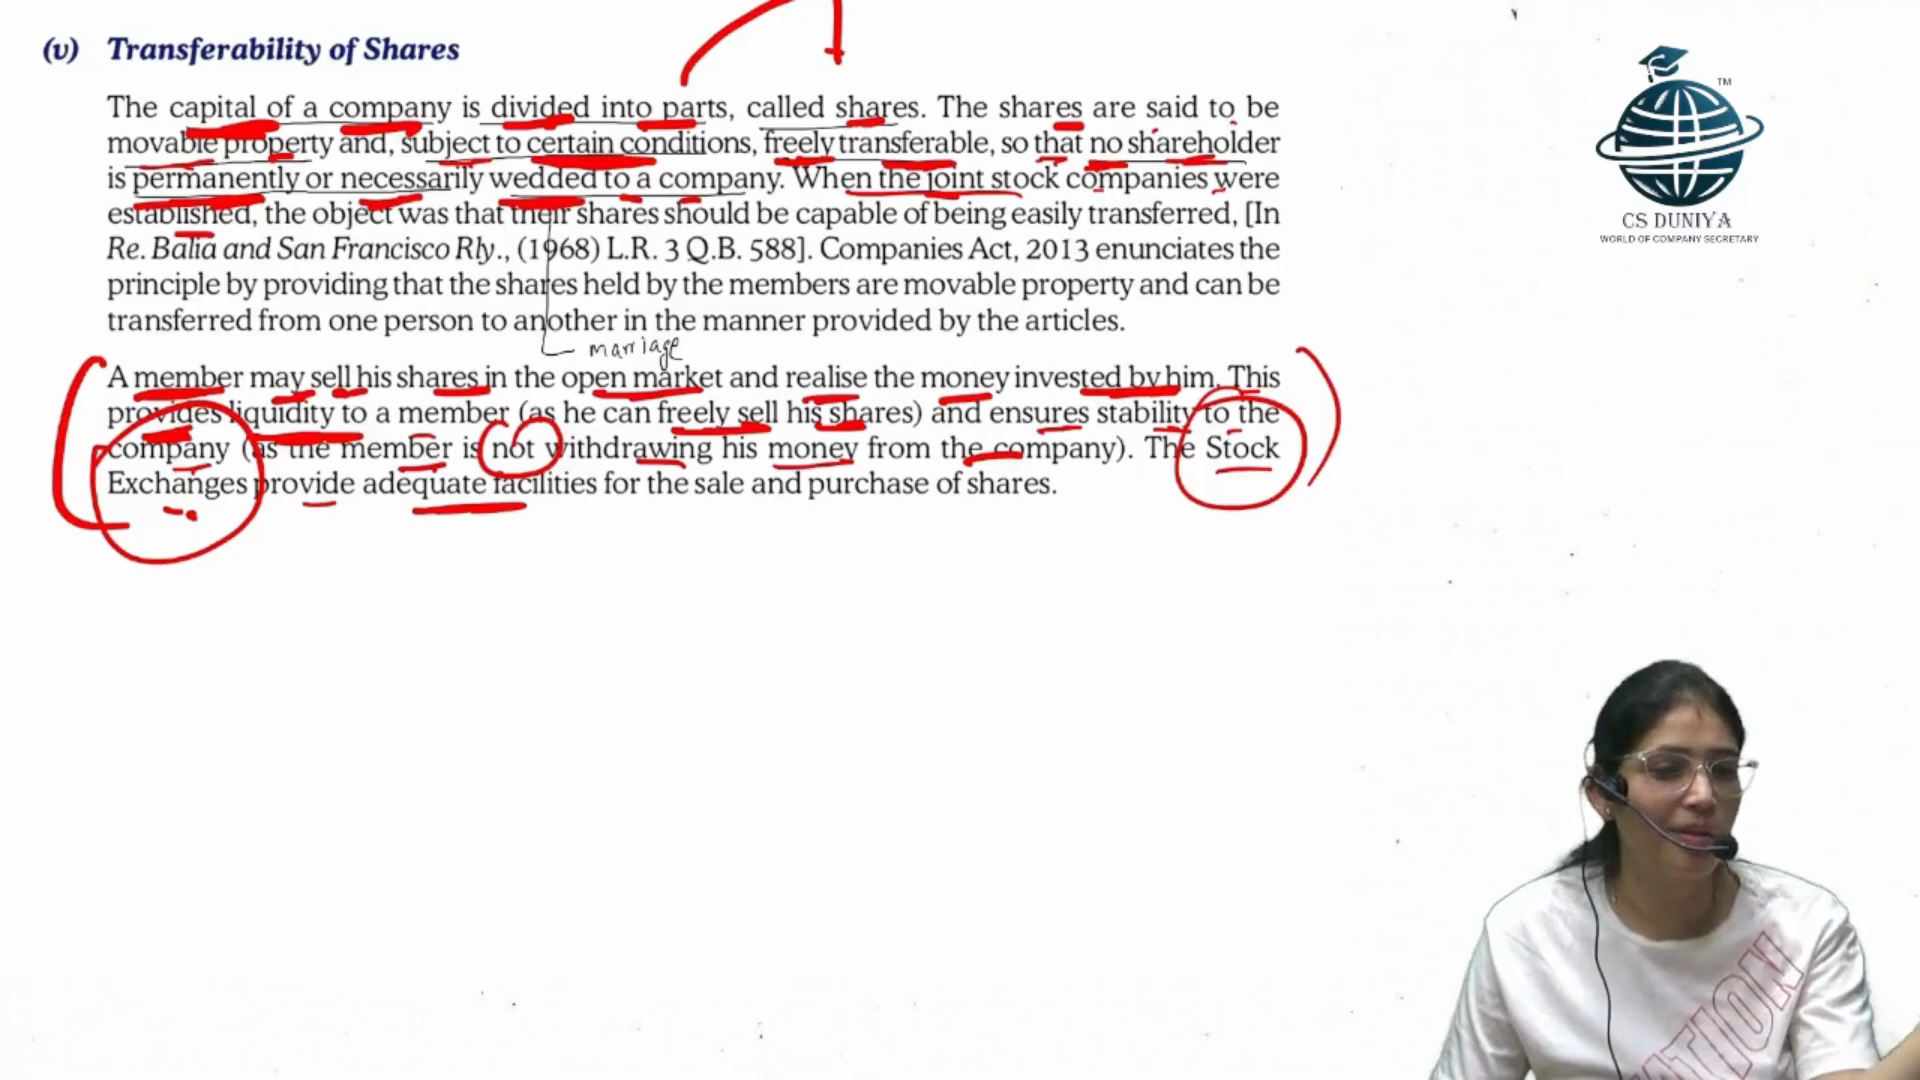 (v) Transferability of Shares
The capital of a company is divided into parts, called shares. The shares are said to be
movable property and, subject to certain conditions, freely transferable, so that no shareholder
is permanently or necessarily wedded to a company. When the joint stock companies were
established, the object was that their shares should be capable of being easily transferred, [In
Re. Balia and San Francisco Rly., (1968) L.R. 3 Q.B. 588]. Companies Act, 2013 enunciates the
principle by providing that the shares held by the members are movable property and can be
transferred from one person to another in the manner provided by the articles.
marriage
A member may sell his shares in the open market and realise the money invested by him. This
provides liquidity to a member (as he can freely sell his shares) and ensures stability to the
company (as the member is not withdrawing his money from the company). The Stock
Exchanges provide adequate facilities for the sale and purchase of shares.
TM
CS DUNIYA
WORLD OF COMPANY SECRETARY
ATION